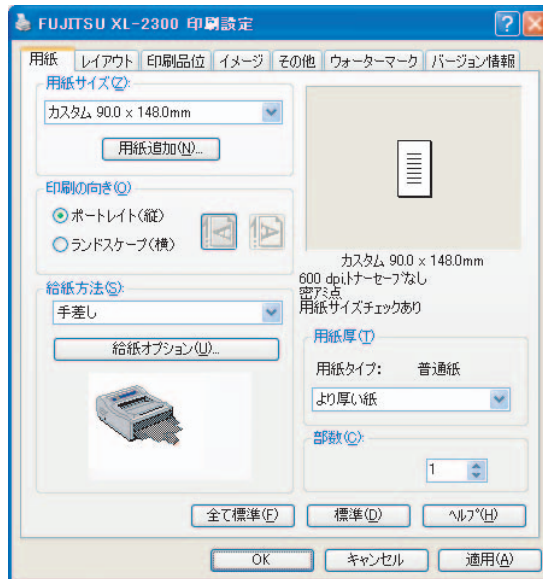 FUJITSU XL-2300 印刷設定
用紙
レイアウト
印刷品位
イメージ
その他
ウォーターマーク
バージョン情報
用紙サイズ(Z):
カスタム 90.0 x 148.0mm
用紙追加(N)...
印刷の向き(O)
ポートレイト(縦)
ランドスケープ(横)
給紙方法(S):
手差し
給紙オプション(U)...
カスタム 90.0 x 148.0mm
600 dpi,トナーセーブなし
密アミ点
用紙サイズチェックあり
用紙厚(T)
用紙タイプ: 普通紙
より厚い紙
部数(C):
1
全て標準(F)
標準(D)
ヘルプ(H)
OK
キャンセル
適用(A)